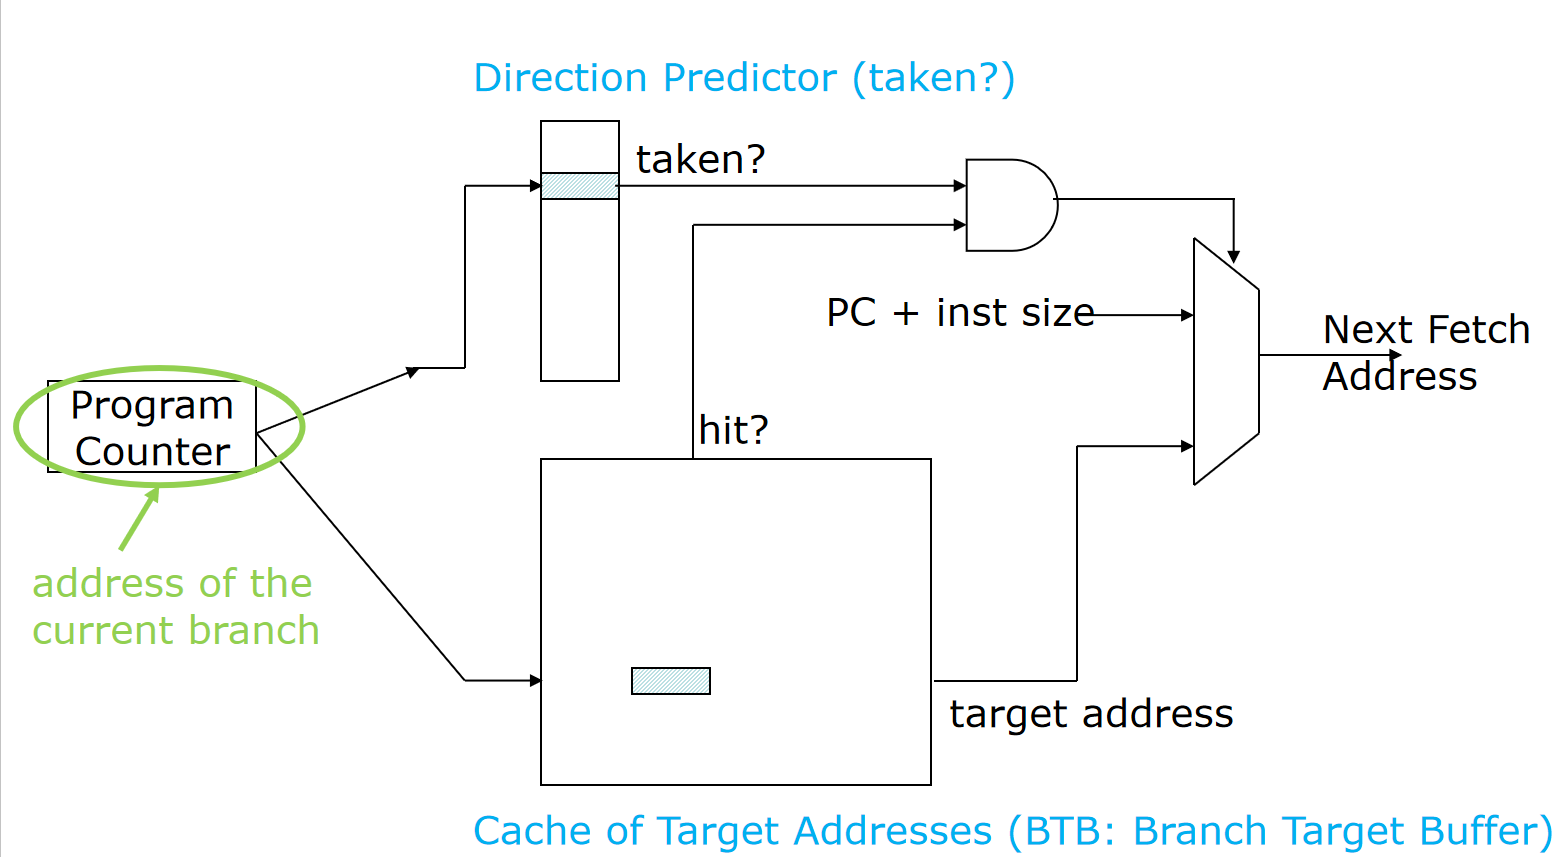 Direction Predictor (taken?)
taken?
PC + inst size
Next Fetch
Address
Program
Counter
hit?
address of the
current branch
target address
Cache of Target Addresses (BTB: Branch Target Buffer)